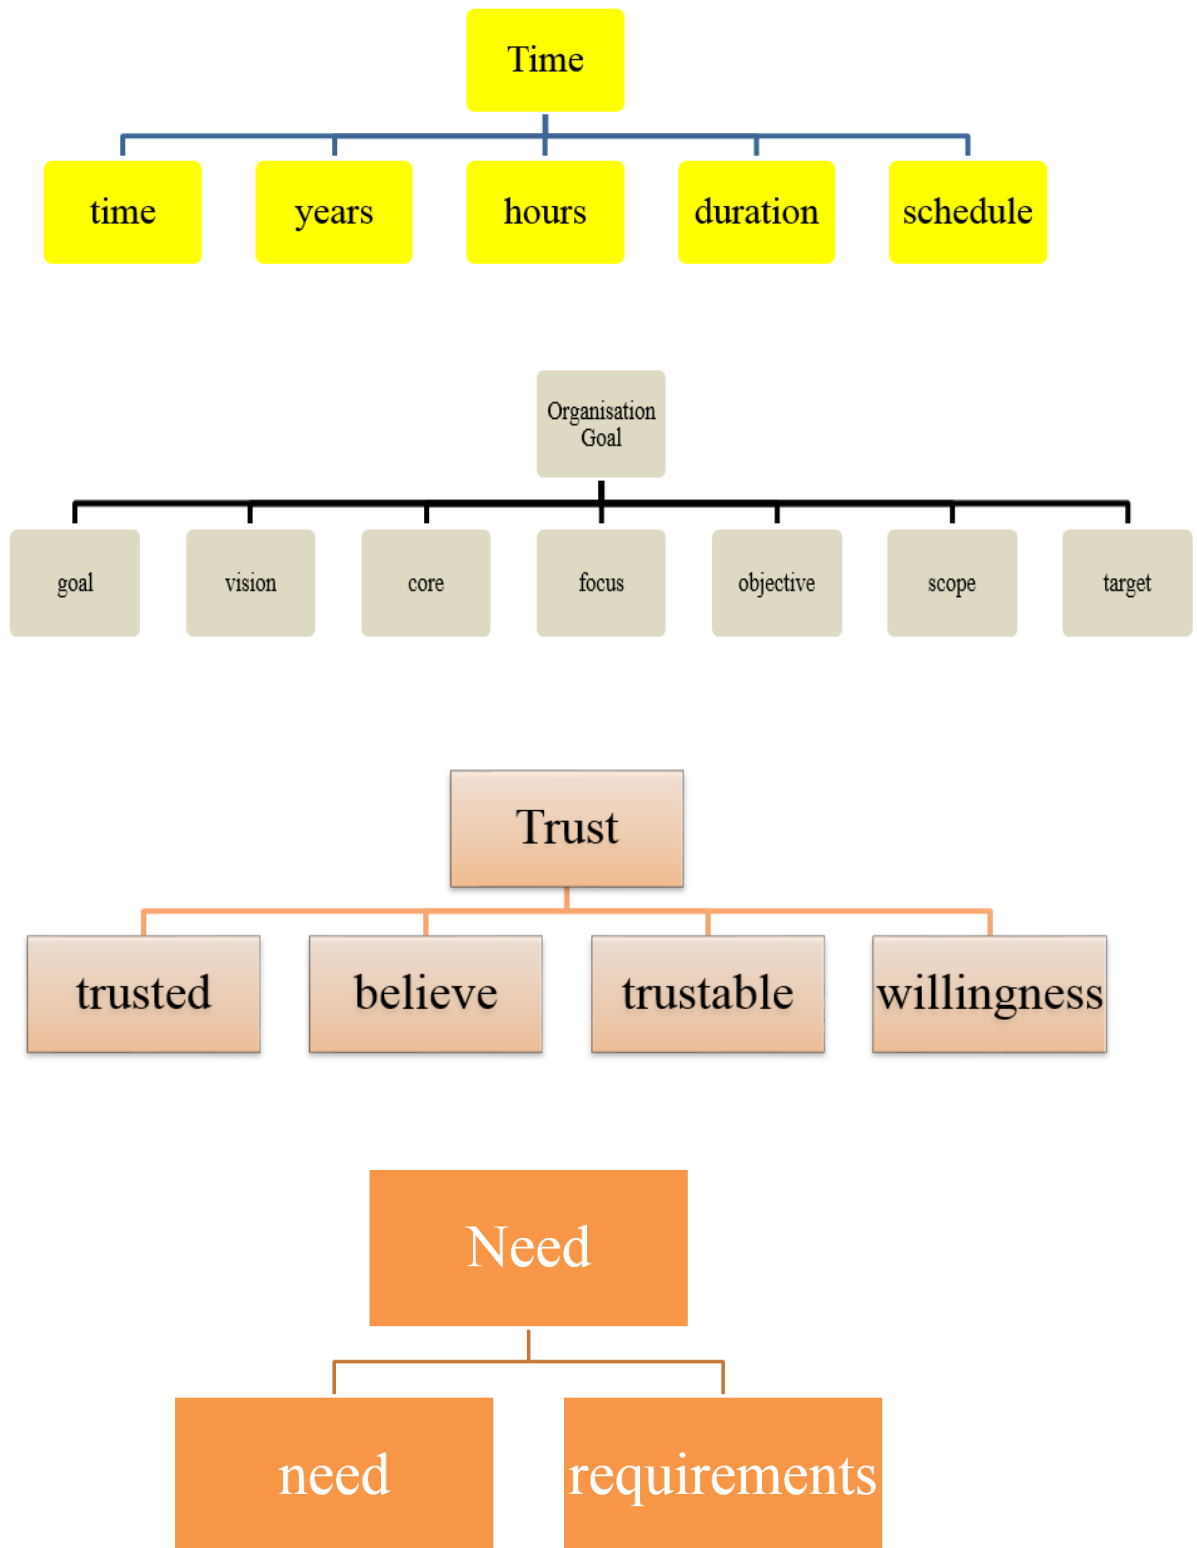 Time
time years hours duration schedule
Organisation
Goal
goal vision core focus objective scope target
Trust
trusted believe trustable willingness
Need
need requirements